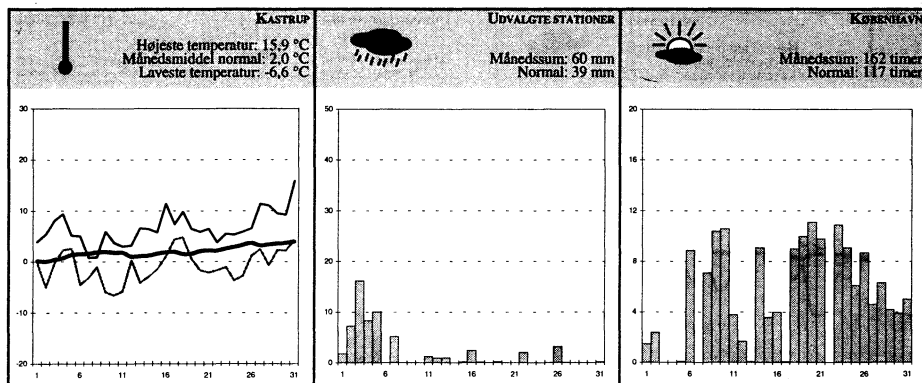 KASTRUP
Højeste temperatur: 15,9 °C
Månedsmiddel normal: 2,0 °C
Laveste temperatur: -6,6 °C
30
20
10
0
-10
-20
1 6 11 16 21 26 31
UDVALGTE STATIONER
Månedssum: 60 mm
Normal: 39 mm
50
40
30
20
10
0
1 6 11 16 21 26 31
KØBENHAVN
Månedssum: 162 timer
Normal: 117 timer
20
16
12
8
4
0
1 6 11 16 21 26 31